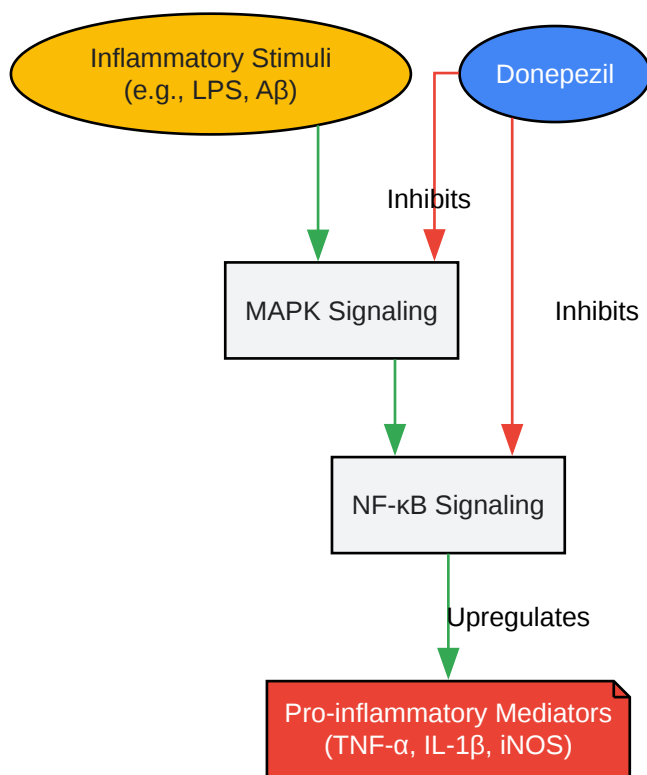 Inflammatory Stimuli
(e.g., LPS, Aβ)
Donepezil
Inhibits
MAPK Signaling
Inhibits
NF-κB Signaling
Upregulates
Pro-inflammatory Mediators
(TNF-α, IL-1β, iNOS)